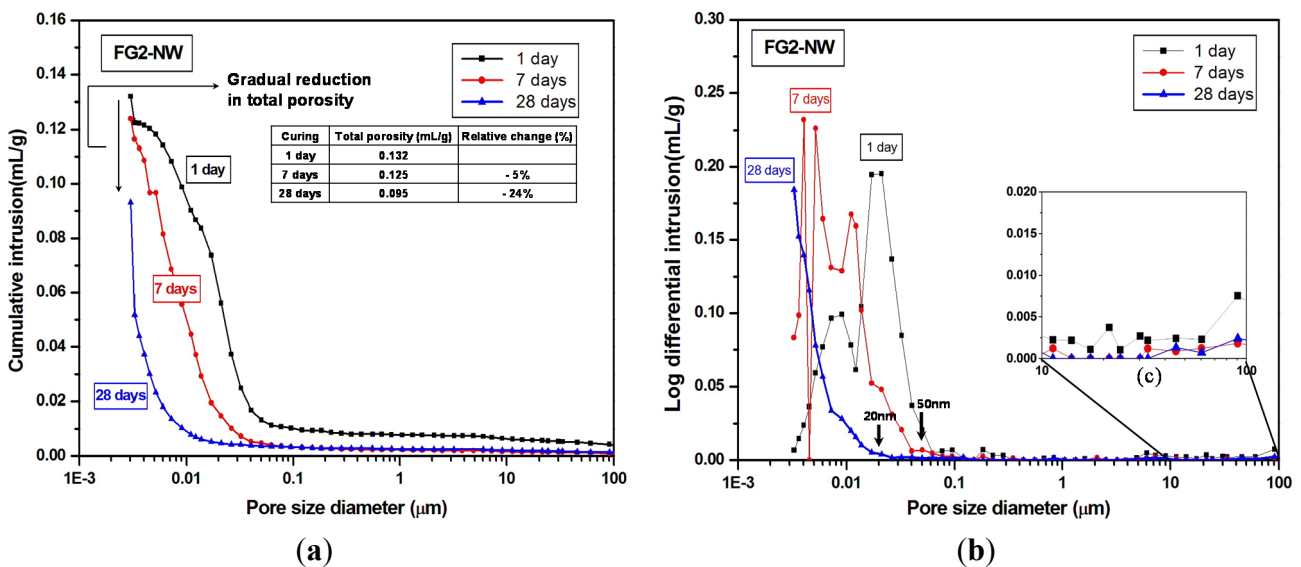 FG2-NW
1 day
7 days
28 days
Gradual reduction
in total porosity
Curing Total porosity (mL/g) Relative change (%)
1 day 0.132
7 days 0.125 - 5%
28 days 0.095 - 24%
1 day
7 days
28 days
Cumulative intrusion(mL/g)
0.16
0.14
0.12
0.10
0.08
0.06
0.04
0.02
0.00
1E-3 0.01 0.1 1 10 100
Pore size diameter (μm)
(a)
FG2-NW
1 day
7 days
28 days
7 days
1 day
28 days
20nm
50nm
Log differential intrusion(mL/g)
0.30
0.25
0.20
0.15
0.10
0.05
0.00
1E-3 0.01 0.1 1 10 100
Pore size diameter (μm)
0.020
0.015
0.010
0.005
0.000
10 100
(c)
(b)